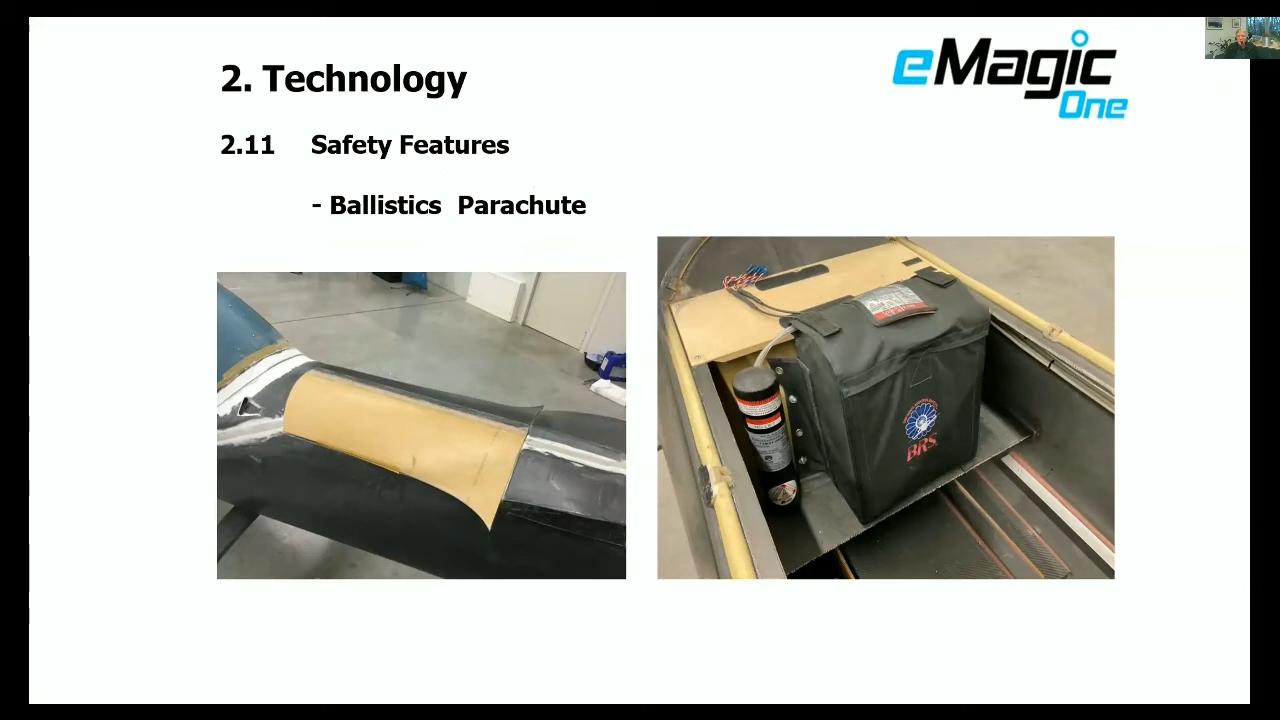 eMagic
One
2. Technology
2.11 Safety Features
- Ballistics Parachute
BRS